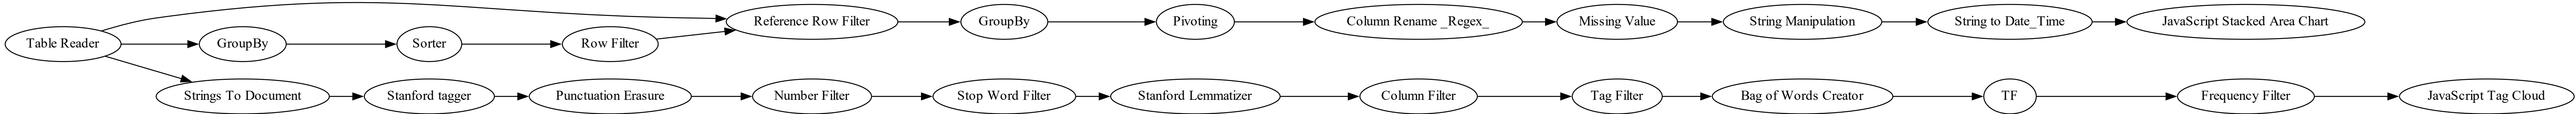 Table Reader
GroupBy
Sorter
Row Filter
Reference Row Filter
GroupBy
Pivoting
Column Rename _Regex_
Missing Value
String Manipulation
String to Date_Time
JavaScript Stacked Area Chart
Strings To Document
Stanford tagger
Punctuation Erasure
Number Filter
Stop Word Filter
Stanford Lemmatizer
Column Filter
Tag Filter
Bag of Words Creator
TF
Frequency Filter
JavaScript Tag Cloud